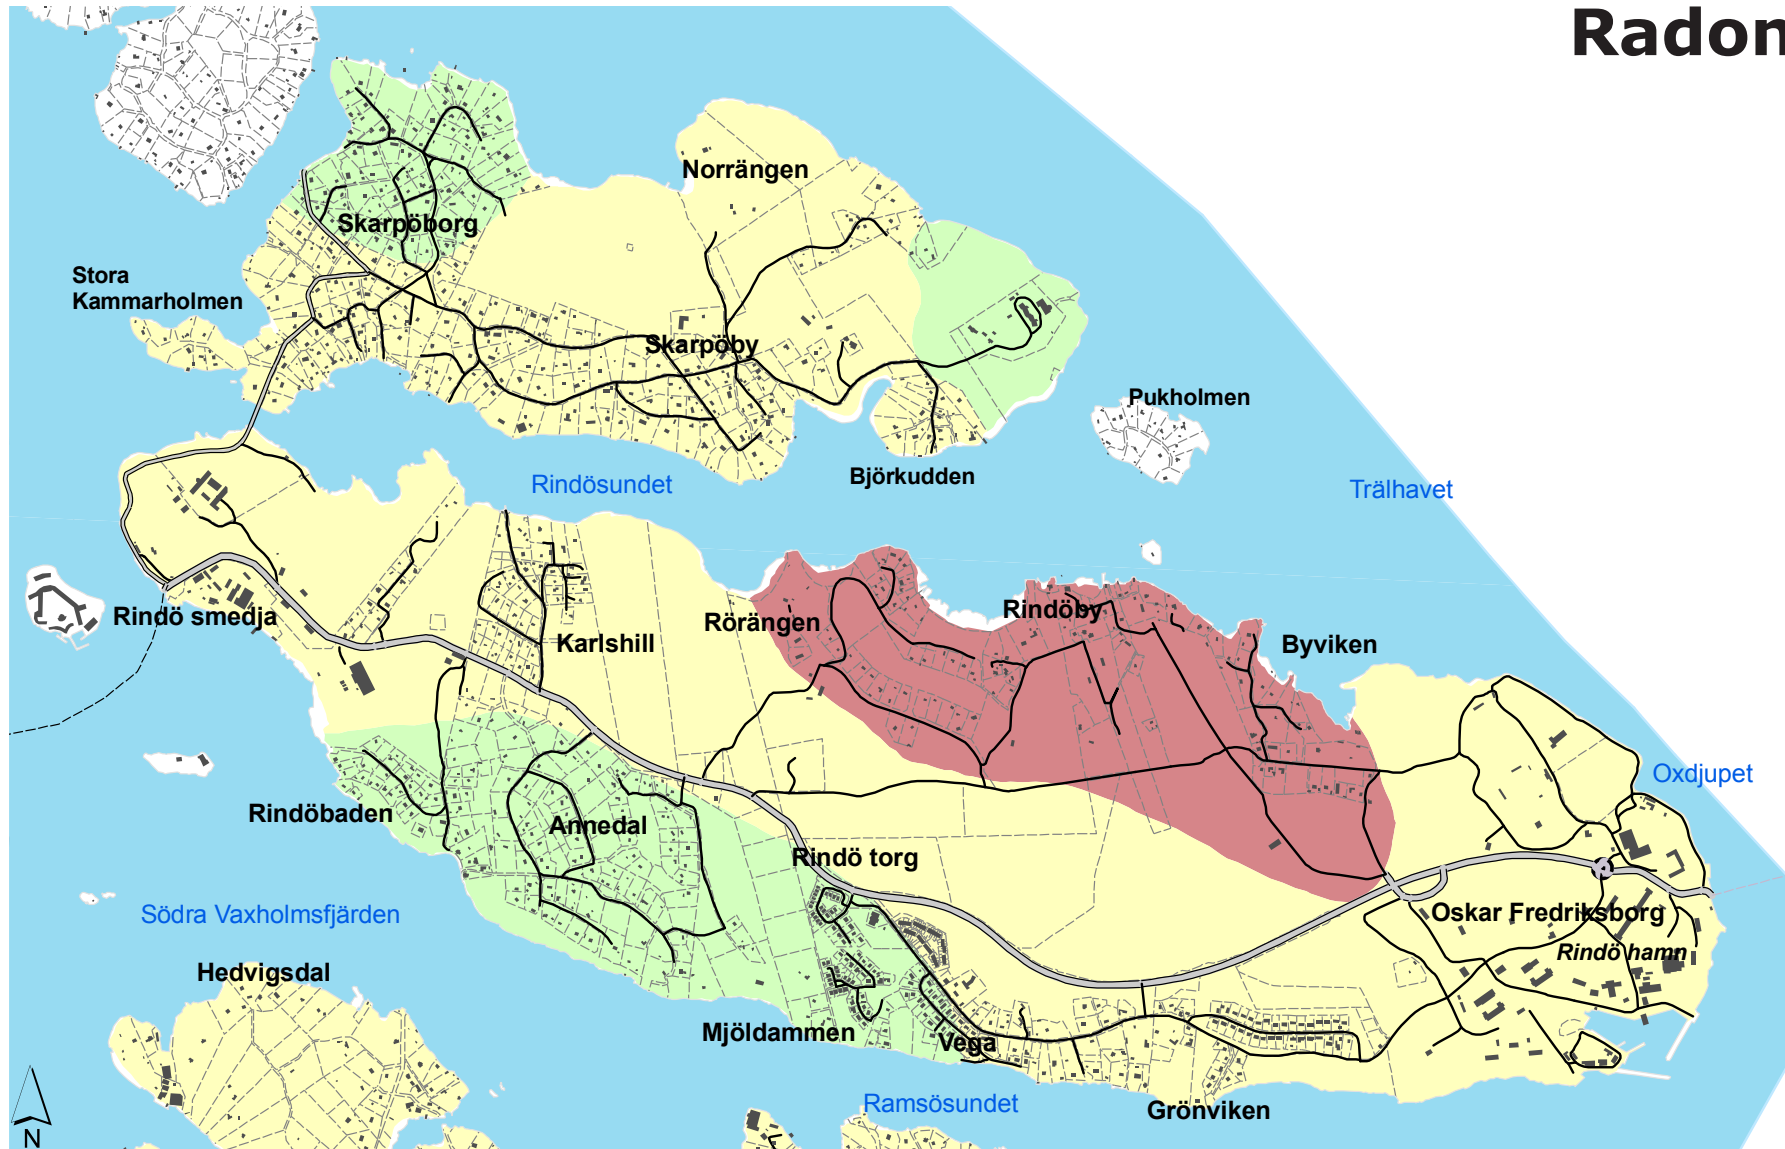 Radon
Norrängen
Skarpöborg
Stora
Kammarholmen
Skarpöby
Pukholmen
Björkudden
Rindösundet
Trälhavet
Rindö smedja
Karlshill
Rörängen
Rindöby
Byviken
Oxdjupet
Rindöbaden
Annedal
Rindö torg
Södra Vaxholmsfjärden
Oskar Fredriksborg
Rindö hamn
Hedvigsdal
Mjöldammen
Vega
Ramsösundet
Grönviken
N